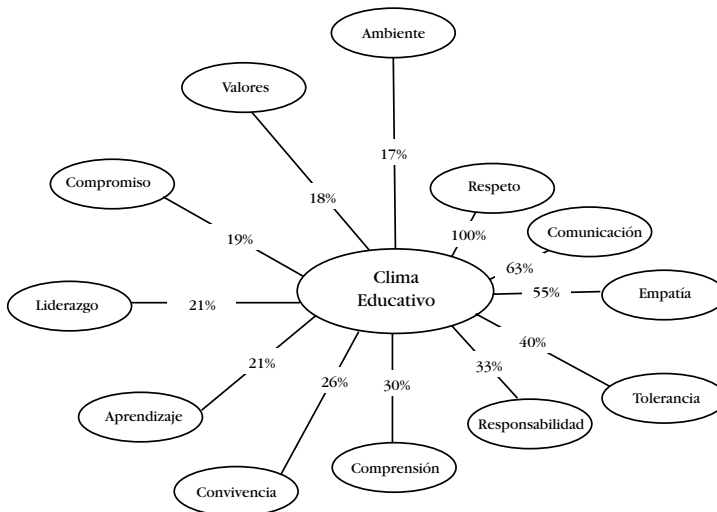 Ambiente
Valores
17%
Compromiso
18%
Respeto
100%
Comunicación
19%
63%
Clima
Educativo
55%
Empatía
Liderazgo
21%
40%
Tolerancia
21%
Aprendizaje
26%
30%
33%
Responsabilidad
Comprensión
Convivencia